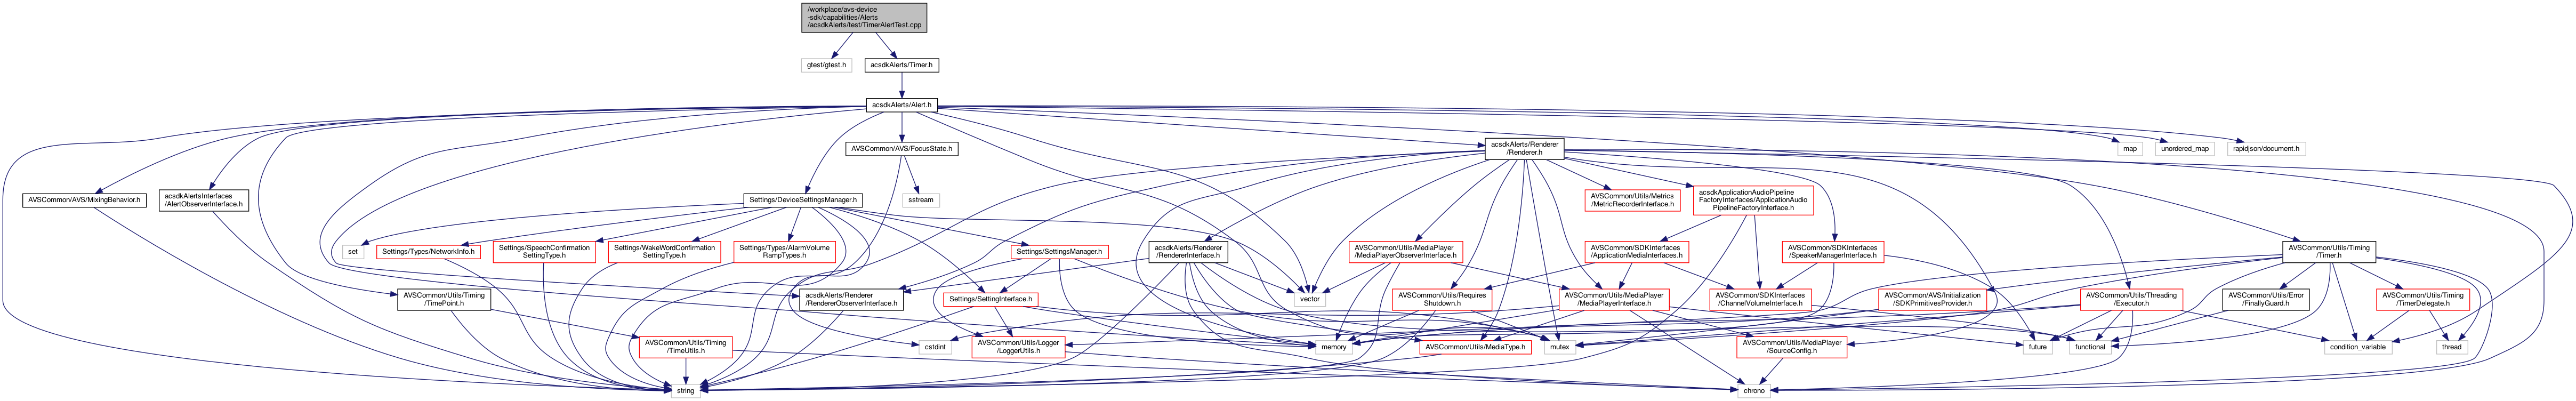 /workplace/avs-device
-sdk/capabilities/Alerts
/acsdkAlerts/test/TimerAlertTest.cpp
gtest/gtest.h
acsdkAlerts/Timer.h
acsdkAlerts/Alert.h
AVSCommon/AVS/FocusState.h
acsdkAlerts/Renderer
/Renderer.h
map
unordered_map
rapidjson/document.h
AVSCommon/AVS/MixingBehavior.h
acsdkAlertsInterfaces
/AlertObserverInterface.h
Settings/DeviceSettingsManager.h
sstream
AVSCommon/Utils/Metrics
/MetricRecorderInterface.h
acsdkApplicationAudioPipeline
FactoryInterfaces/ApplicationAudio
PipelineFactoryInterface.h
set
Settings/Types/NetworkInfo.h
Settings/SpeechConfirmation
SettingType.h
Settings/WakeWordConfirmation
SettingType.h
Settings/Types/AlarmVolume
RampTypes.h
Settings/SettingsManager.h
acsdkAlerts/Renderer
/RendererInterface.h
AVSCommon/Utils/MediaPlayer
/MediaPlayerObserverInterface.h
AVSCommon/SDKInterfaces
/ApplicationMediaInterfaces.h
AVSCommon/SDKInterfaces
/SpeakerManagerInterface.h
AVSCommon/Utils/Timing
/Timer.h
AVSCommon/Utils/Timing
/TimePoint.h
acsdkAlerts/Renderer
/RendererObserverInterface.h
Settings/SettingInterface.h
vector
AVSCommon/Utils/Requires
Shutdown.h
AVSCommon/Utils/MediaPlayer
/MediaPlayerInterface.h
AVSCommon/SDKInterfaces
/ChannelVolumeInterface.h
AVSCommon/AVS/Initialization
/SDKPrimitivesProvider.h
AVSCommon/Utils/Threading
/Executor.h
AVSCommon/Utils/Error
/FinallyGuard.h
AVSCommon/Utils/Timing
/TimerDelegate.h
AVSCommon/Utils/Timing
/TimeUtils.h
cstdint
AVSCommon/Utils/Logger
/LoggerUtils.h
memory
AVSCommon/Utils/MediaType.h
mutex
AVSCommon/Utils/MediaPlayer
/SourceConfig.h
future
functional
condition_variable
thread
string
chrono